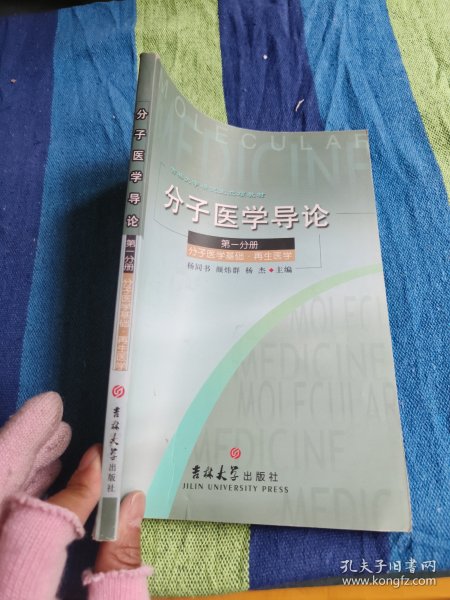 分子医学导论
第一分册
分子医学基础·再生医学
吉林大学出版社
MOLECULAR
MEDICINE
分子医学导论
第一分册
分子医学基础·再生医学
杨同书 颜炜群 杨杰 主编
MOLECULAR
MEDICINE
MOLECULAR
MEDICINE
吉林大学出版社
JILIN UNIVERSITY PRESS
孔夫子旧书网
www.kongfz.com